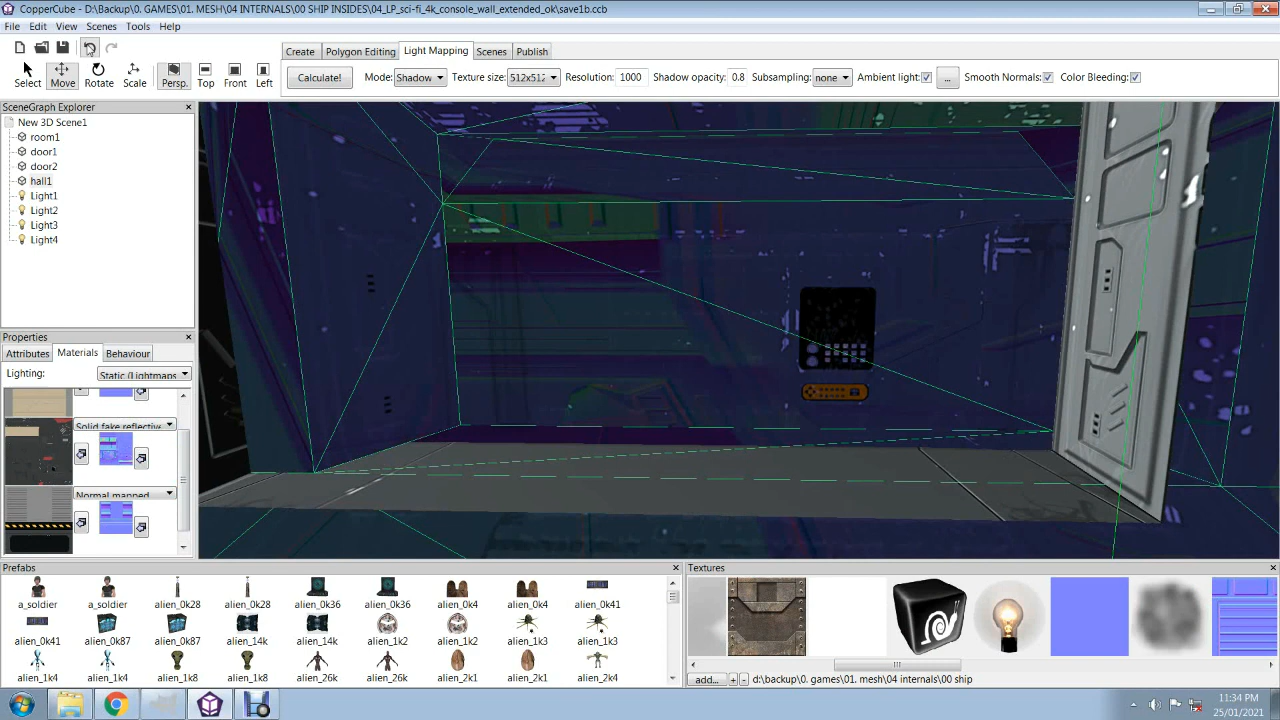 CopperCube - D:\Backup\0. GAMES\01. MESH\04 INTERNALS\00 SHIP INSIDES\04_LP_sci-fi_4k_console_wall_extended_ok\save1b.ccb
File Edit View Scenes Tools Help
Create Polygon Editing Light Mapping Scenes Publish
Select Move Rotate Scale Persp. Top Front Left
Calculate! Mode: Shadow Texture size: 512x512 Resolution: 1000 Shadow opacity: 0.8 Subsampling: none Ambient light: ... Smooth Normals: Color Bleeding:
SceneGraph Explorer
New 3D Scene1
room1
door1
door2
hall1
Light1
Light2
Light3
Light4
Properties
Attributes Materials Behaviour
Lighting: Static (Lightmaps
Solid fake reflective
Normal mapped
Prefabs
a_soldier a_soldier alien_0k28 alien_0k28 alien_0k36 alien_0k36 alien_0k4 alien_0k4 alien_0k41
alien_0k41 alien_0k87 alien_0k87 alien_14k alien_14k alien_1k2 alien_1k2 alien_1k3 alien_1k3
alien_1k4 alien_1k4 alien_1k8 alien_1k8 alien_26k alien_26k alien_2k1 alien_2k1 alien_2k4
Textures
add... + - d:\backup\0. games\01. mesh\04 internals\00 ship
11:34 PM
25/01/2021